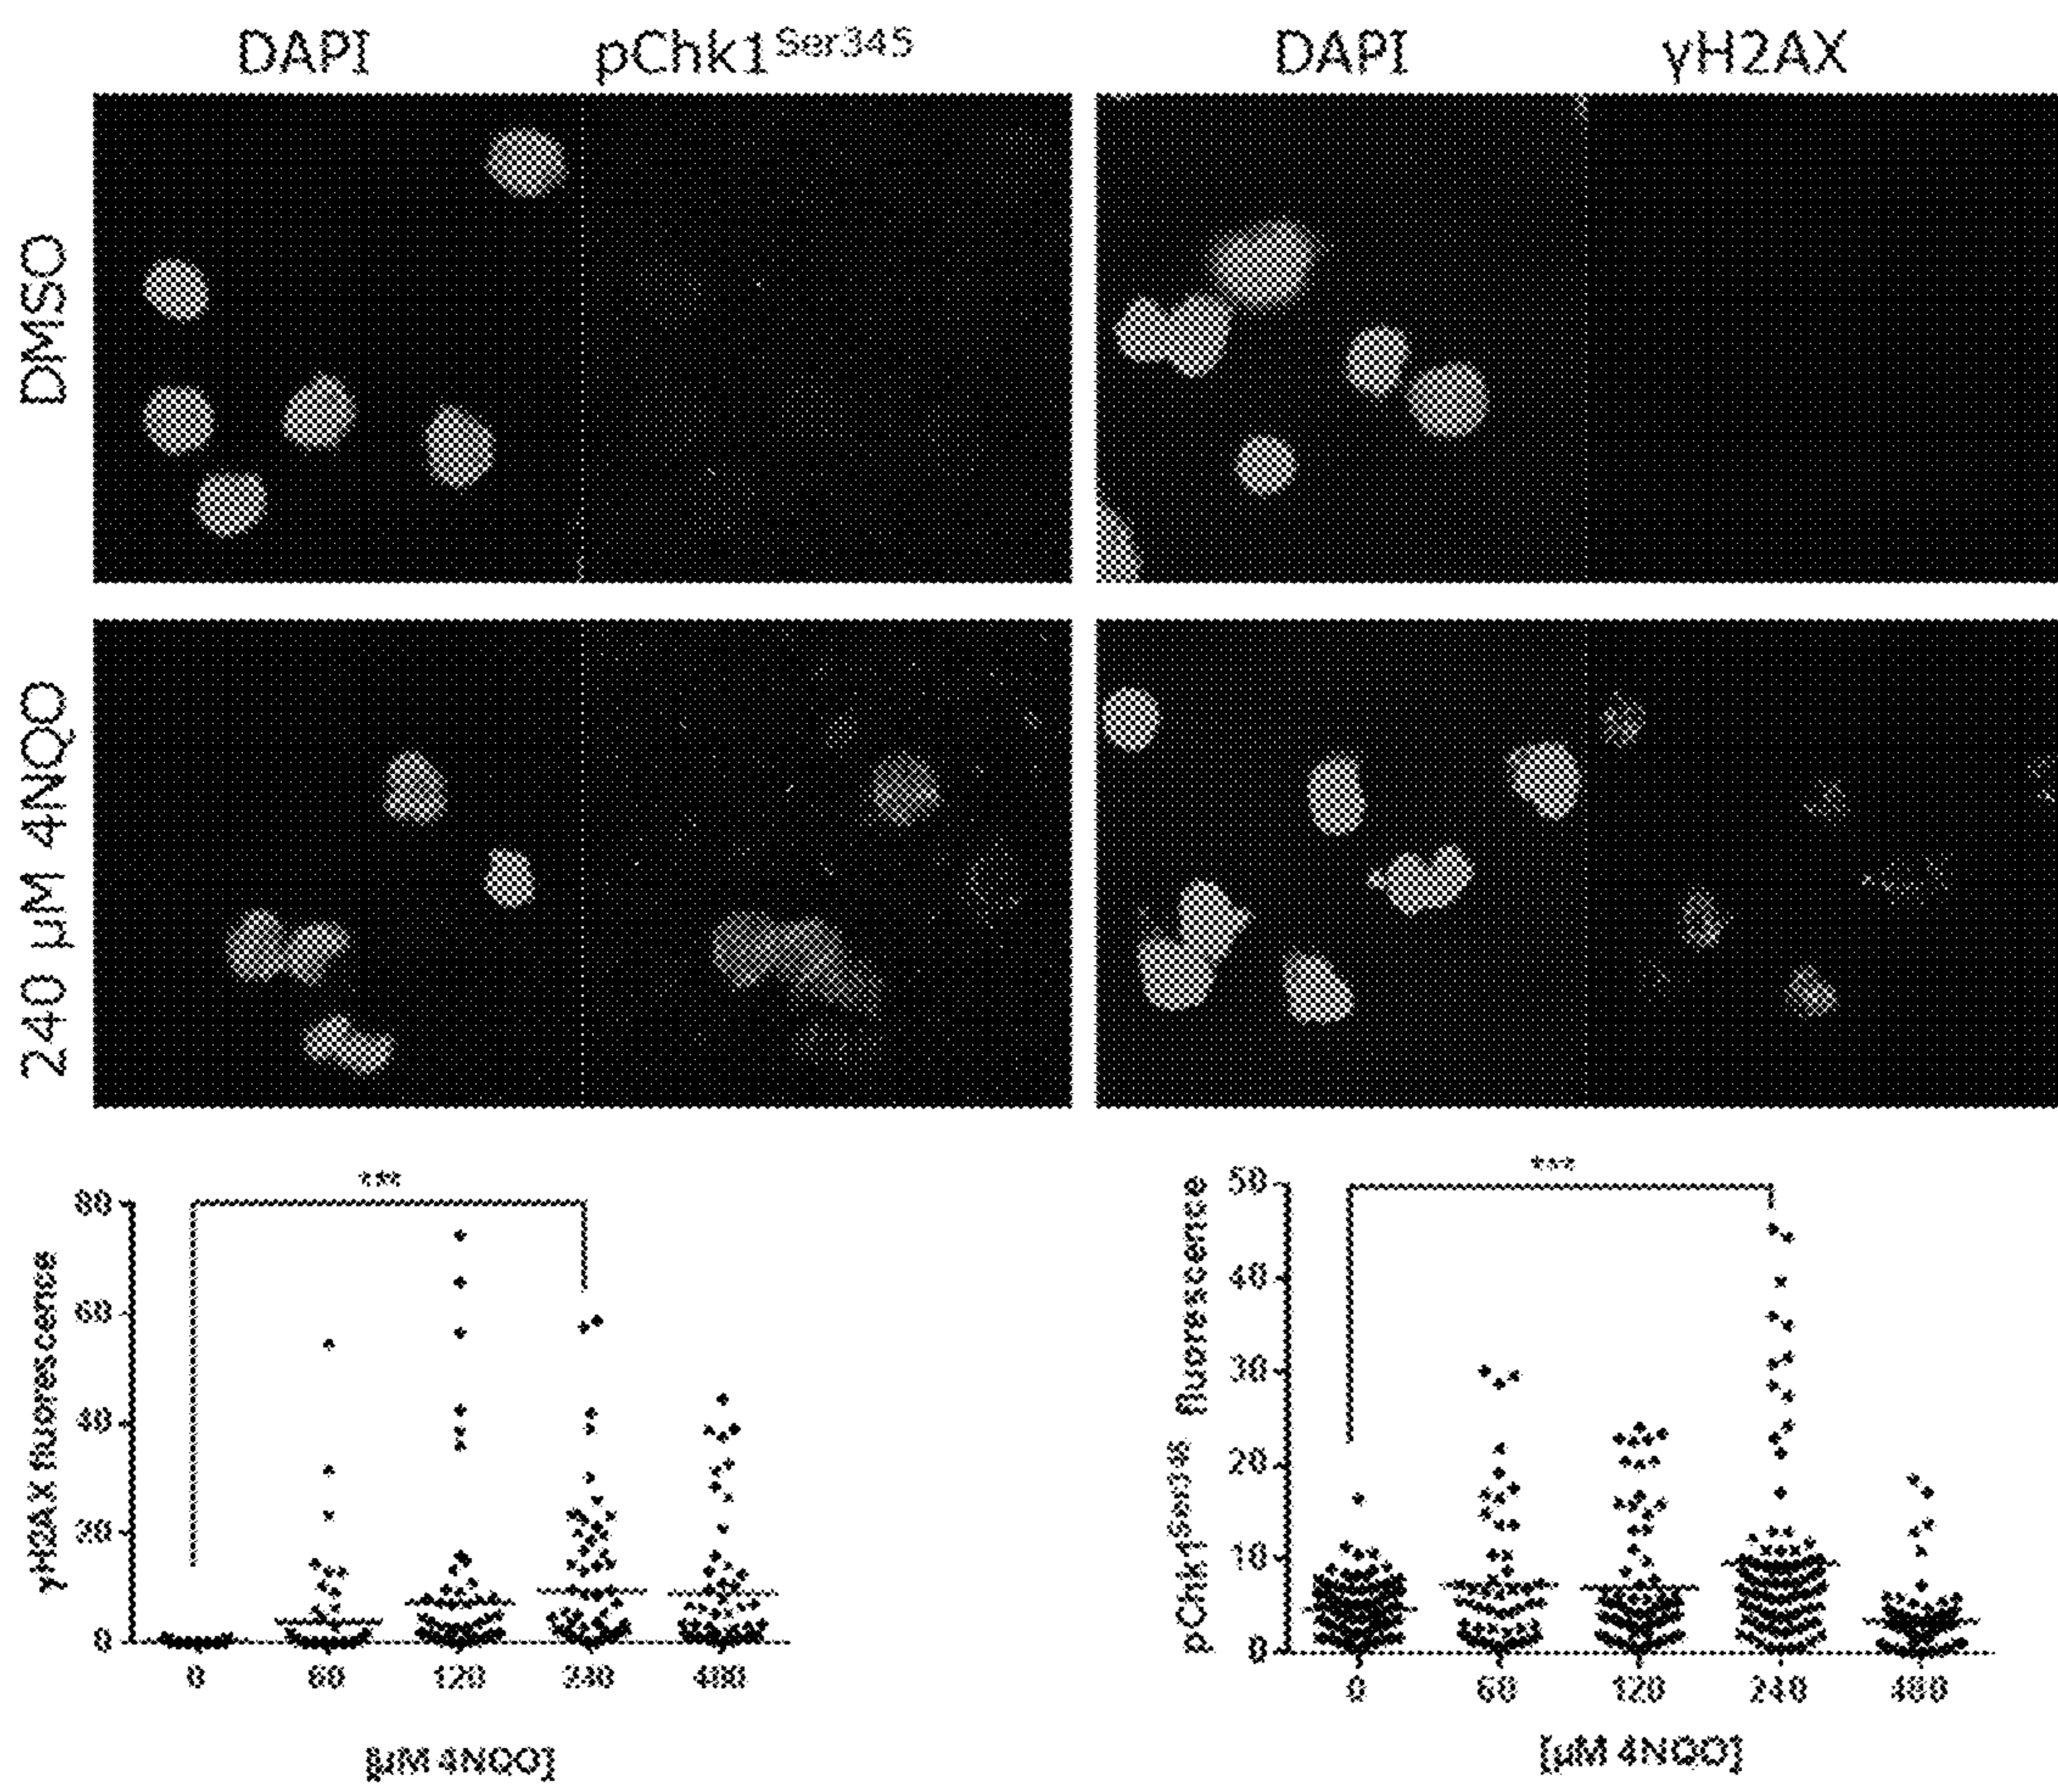 DAPI pChk1Ser345 DAPI γH2AX
DMSO
240 µM 4NQO
***
80
60
40
20
0
γH2AX fluorescence
0 60 120 240 480
[µM 4NQO]
***
50
40
30
20
10
0
pChk1Ser345 fluorescence
0 60 120 240 480
[µM 4NQO]